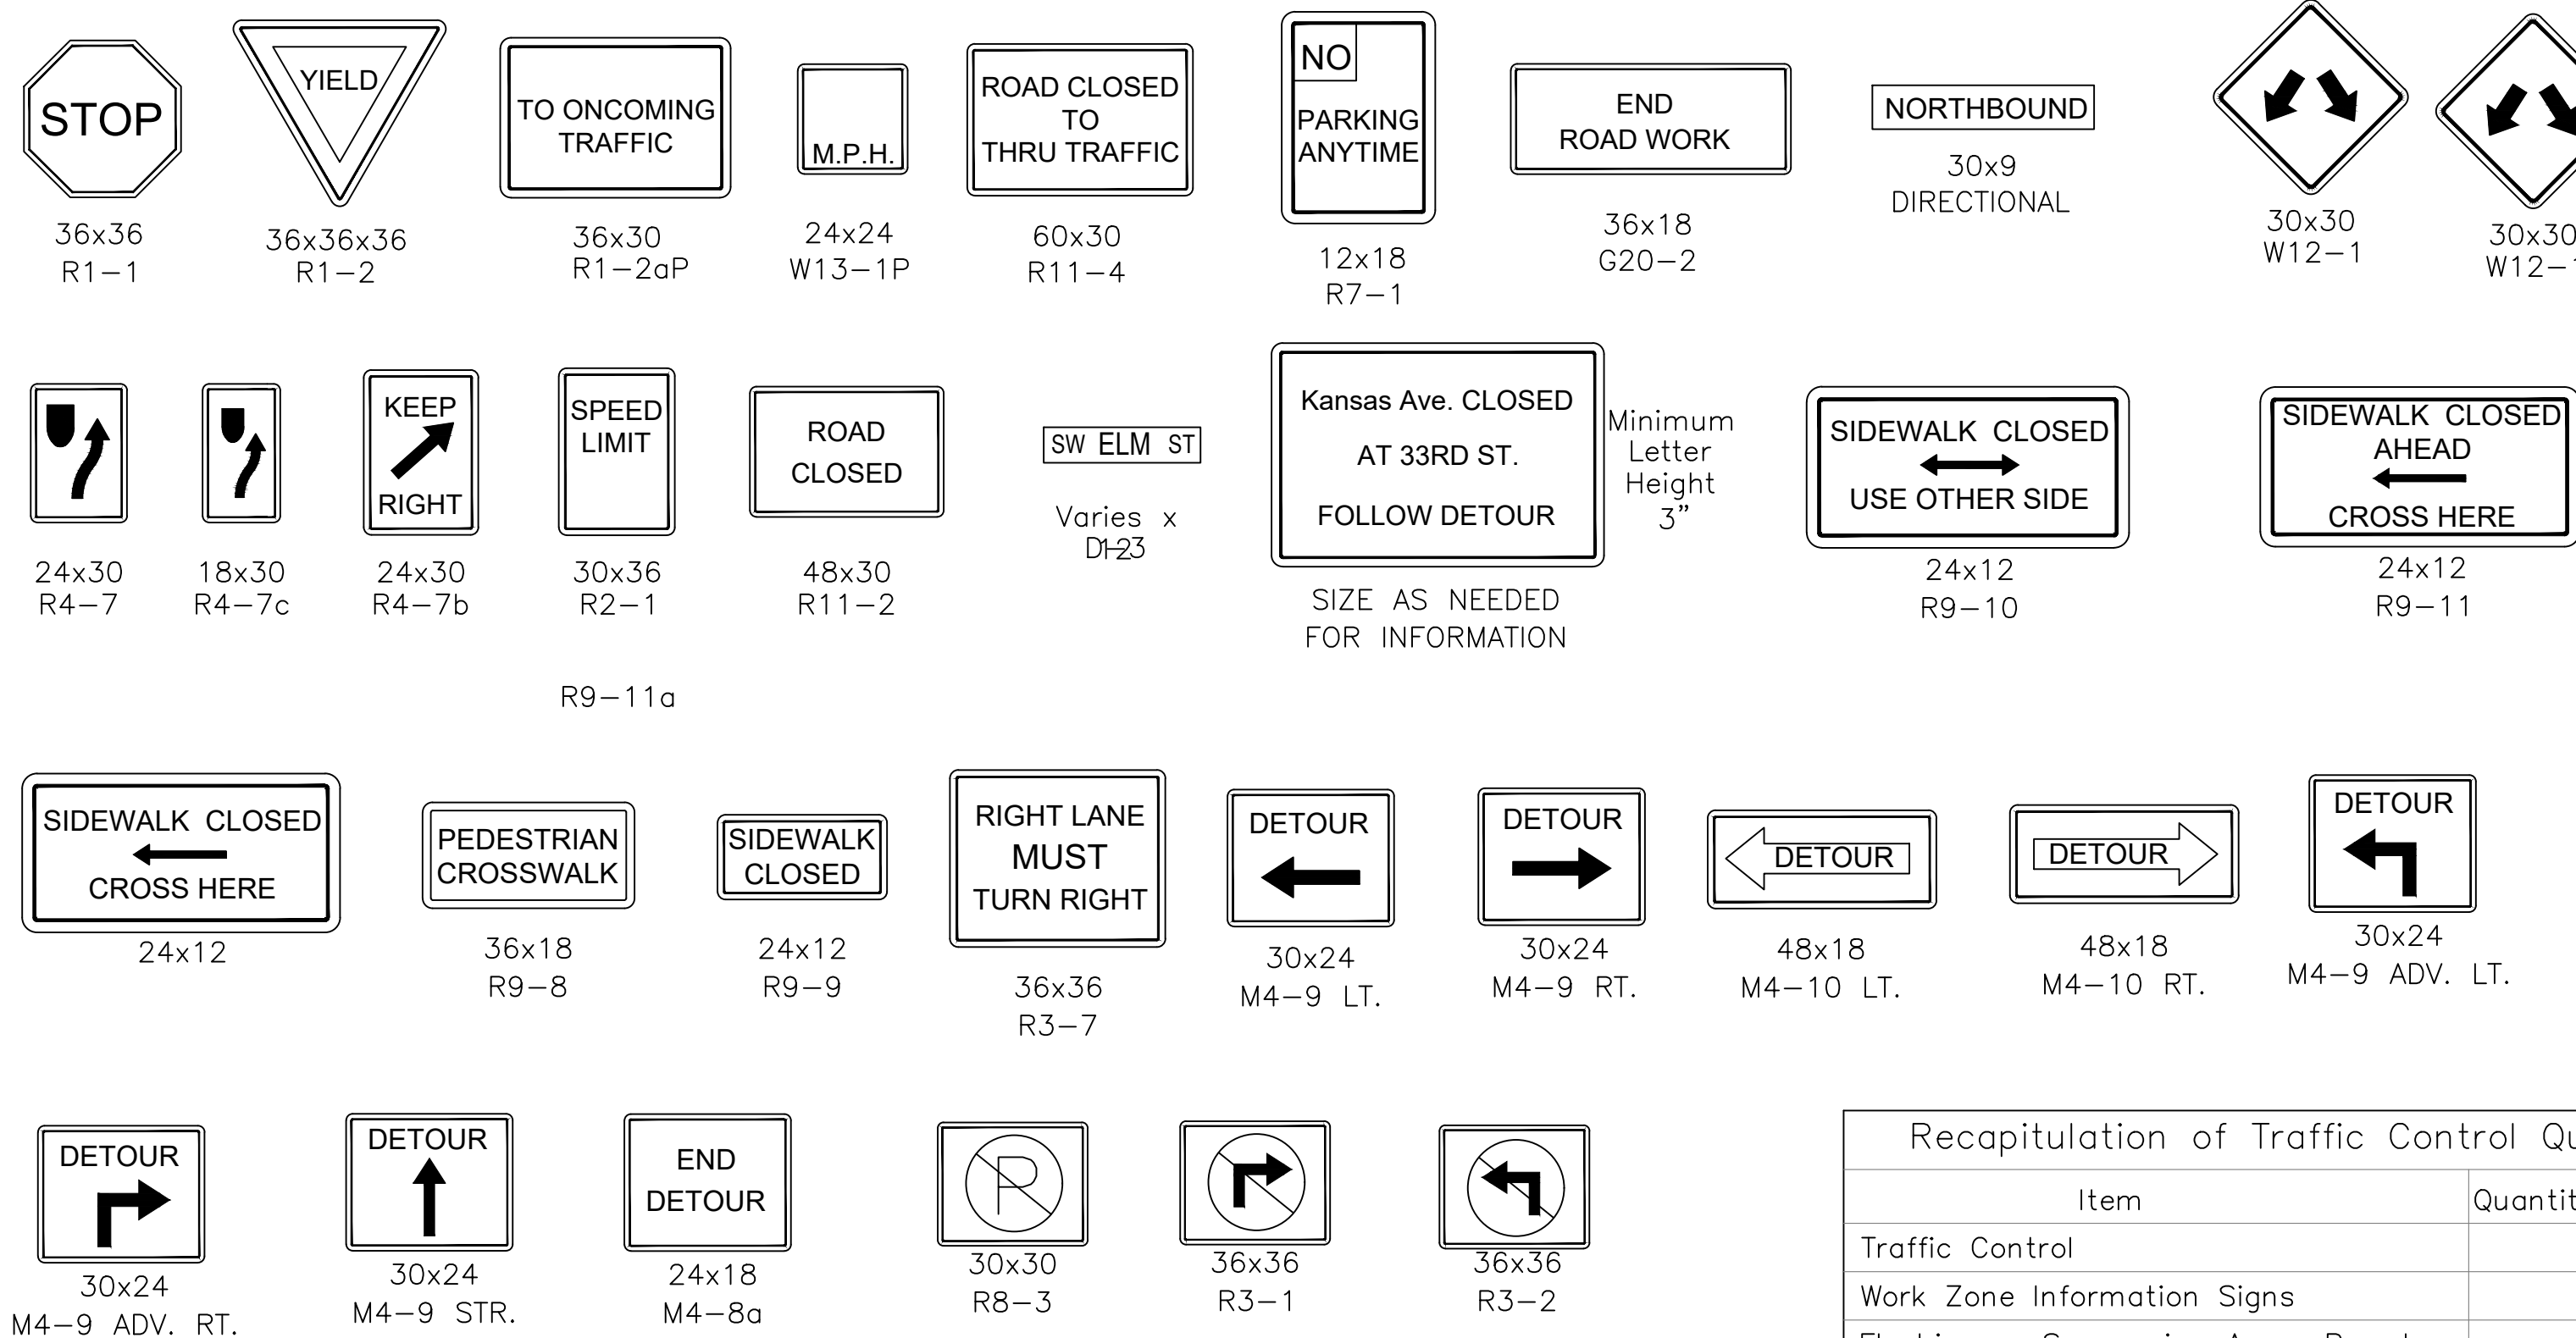 STOP
36x36
R1-1
YIELD
36x36x36
R1-2
TO ONCOMING
TRAFFIC
36x30
R1-2aP
M.P.H.
24x24
W13-1P
ROAD CLOSED
TO
THRU TRAFFIC
60x30
R11-4
NO
PARKING
ANYTIME
12x18
R7-1
END
ROAD WORK
36x18
G20-2
NORTHBOUND
30x9
DIRECTIONAL
30x30
W12-1
30x30
W12-1
24x30
R4-7
18x30
R4-7c
KEEP
RIGHT
24x30
R4-7b
SPEED
LIMIT
30x36
R2-1
ROAD
CLOSED
48x30
R11-2
SW ELM ST
Varies x
Kansas Ave. CLOSED
AT 33RD ST.
FOLLOW DETOUR
SIZE AS NEEDED
FOR INFORMATION
Minimum
Letter
Height
3"
SIDEWALK CLOSED
USE OTHER SIDE
24x12
R9-10
SIDEWALK CLOSED
AHEAD
CROSS HERE
24x12
R9-11
R9-11a
SIDEWALK CLOSED
CROSS HERE
24x12
PEDESTRIAN
CROSSWALK
36x18
R9-8
SIDEWALK
CLOSED
24x12
R9-9
RIGHT LANE
MUST
TURN RIGHT
36x36
R3-7
DETOUR
30x24
M4-9 LT.
DETOUR
30x24
M4-9 RT.
DETOUR
48x18
M4-10 LT.
DETOUR
48x18
M4-10 RT.
DETOUR
30x24
M4-9 ADV. LT.
DETOUR
30x24
M4-9 ADV. RT.
DETOUR
30x24
M4-9 STR.
END
DETOUR
24x18
M4-8a
P
30x30
R8-3
36x36
R3-1
36x36
R3-2
Recapitulation of Traffic Control
Item
Traffic Control
Work Zone Information Signs